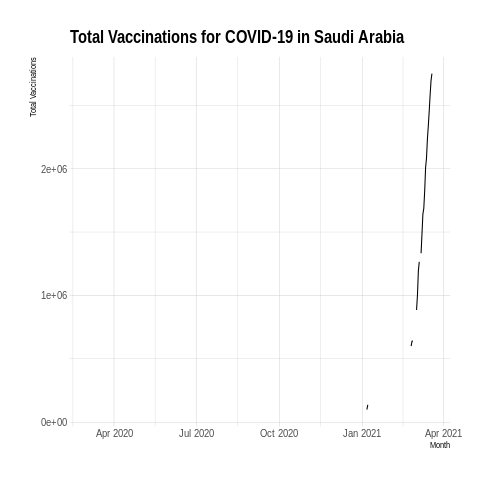 Total Vaccinations for COVID-19 in Saudi Arabia
Total Vaccinations
2e+06
1e+06
0e+00
Apr 2020 Jul 2020 Oct 2020 Jan 2021 Apr 2021
Month